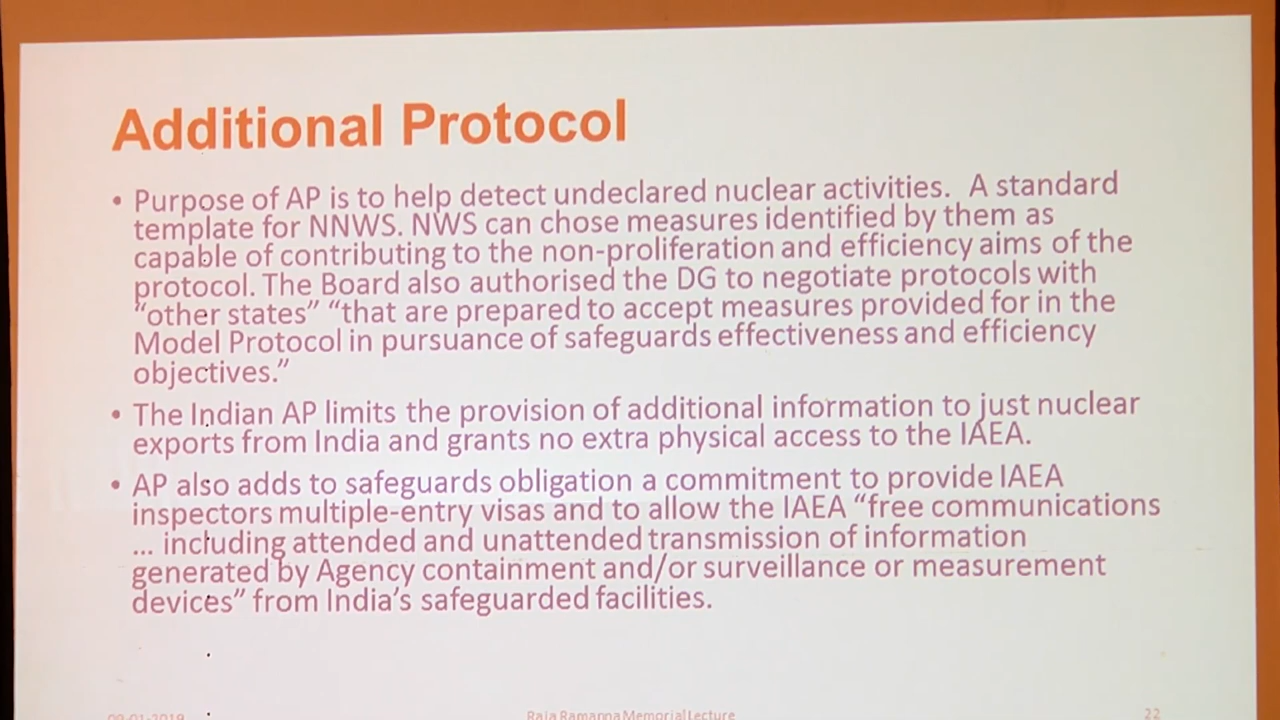 Additional Protocol
• Purpose of AP is to help detect undeclared nuclear activities. A standard
template for NNWS. NWS can chose measures identified by them as
capable of contributing to the non-proliferation and efficiency aims of the
protocol. The Board also authorised the DG to negotiate protocols with
“other states” “that are prepared to accept measures provided for in the
Model Protocol in pursuance of safeguards effectiveness and efficiency
objectives.”
• The Indian AP limits the provision of additional information to just nuclear
exports from India and grants no extra physical access to the IAEA.
• AP also adds to safeguards obligation a commitment to provide IAEA
inspectors multiple-entry visas and to allow the IAEA “free communications
... including attended and unattended transmission of information
generated by Agency containment and/or surveillance or measurement
devices” from India’s safeguarded facilities.
Raja Ramanna Memorial Lecture
22